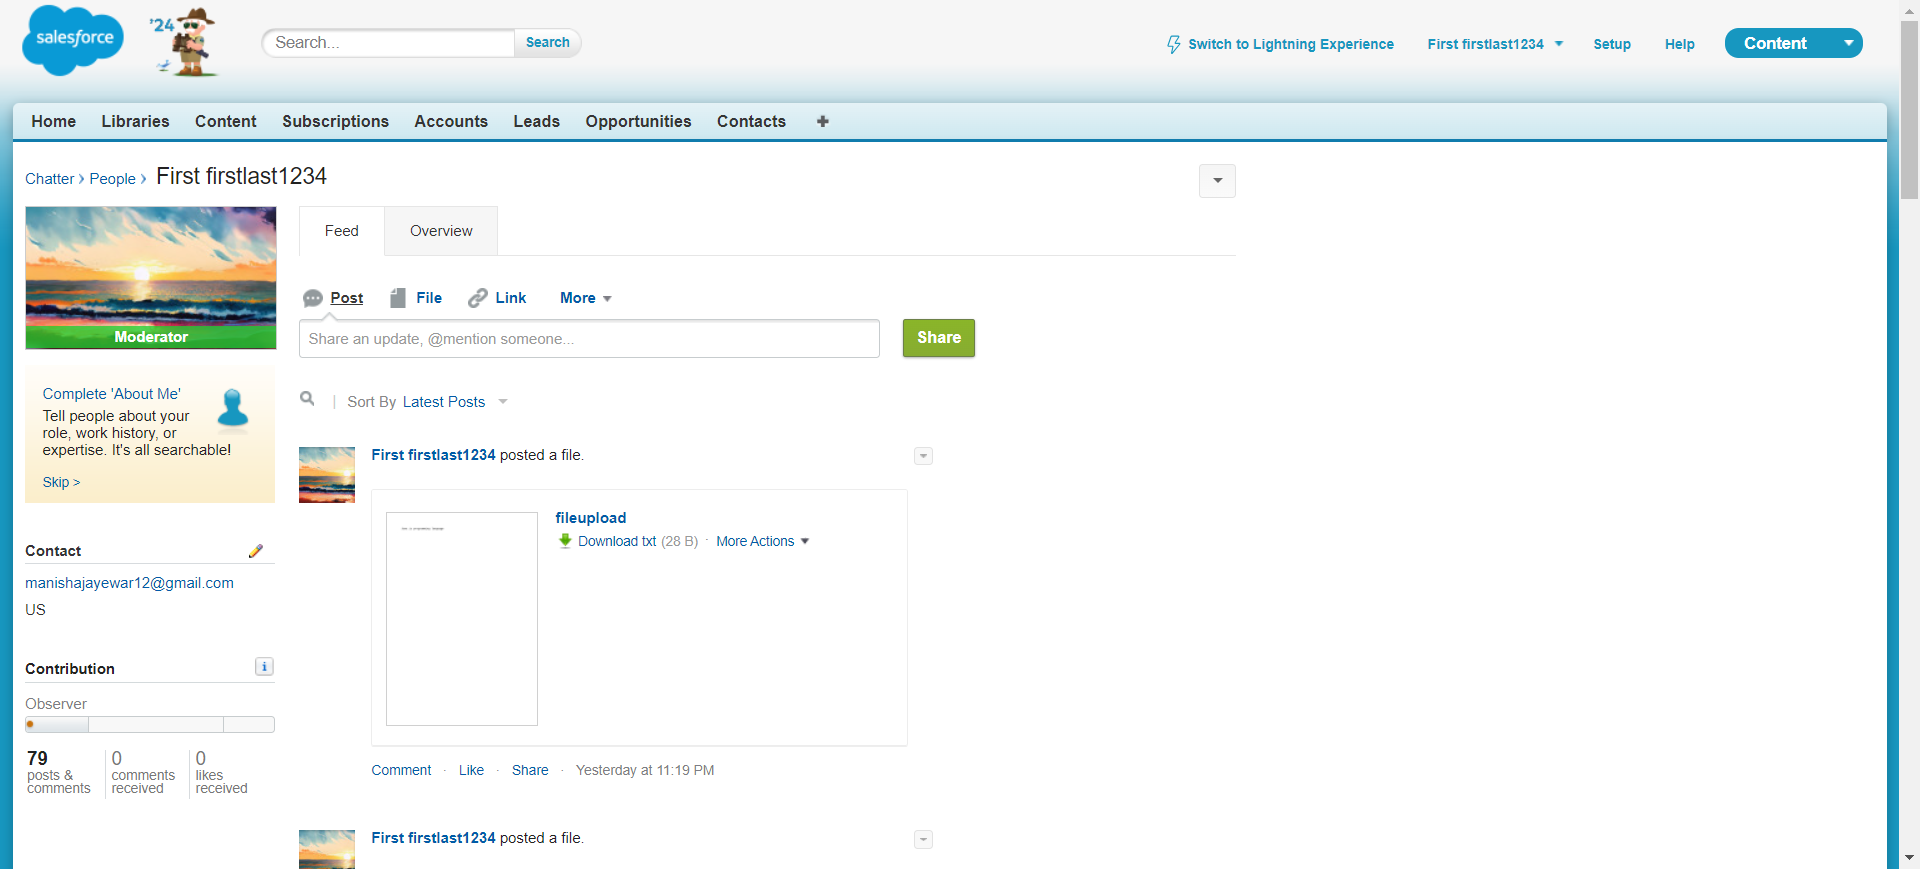 salesforce
'24
Search...
Search
Switch to Lightning Experience
First firstlast1234
Setup
Help
Content
Home
Libraries
Content
Subscriptions
Accounts
Leads
Opportunities
Contacts
Chatter › People › First firstlast1234
Moderator
Complete 'About Me'
Tell people about your
role, work history, or
expertise. It's all searchable!
Skip >
Contact
manishajayewar12@gmail.com
US
Contribution
i
Observer
79
posts &
comments
0
comments
received
0
likes
received
Feed
Overview
Post
File
Link
More
Share an update, @mention someone...
Share
| Sort By Latest Posts
First firstlast1234 posted a file.
fileupload
Download txt (28 B) · More Actions
Comment · Like · Share · Yesterday at 11:19 PM
First firstlast1234 posted a file.